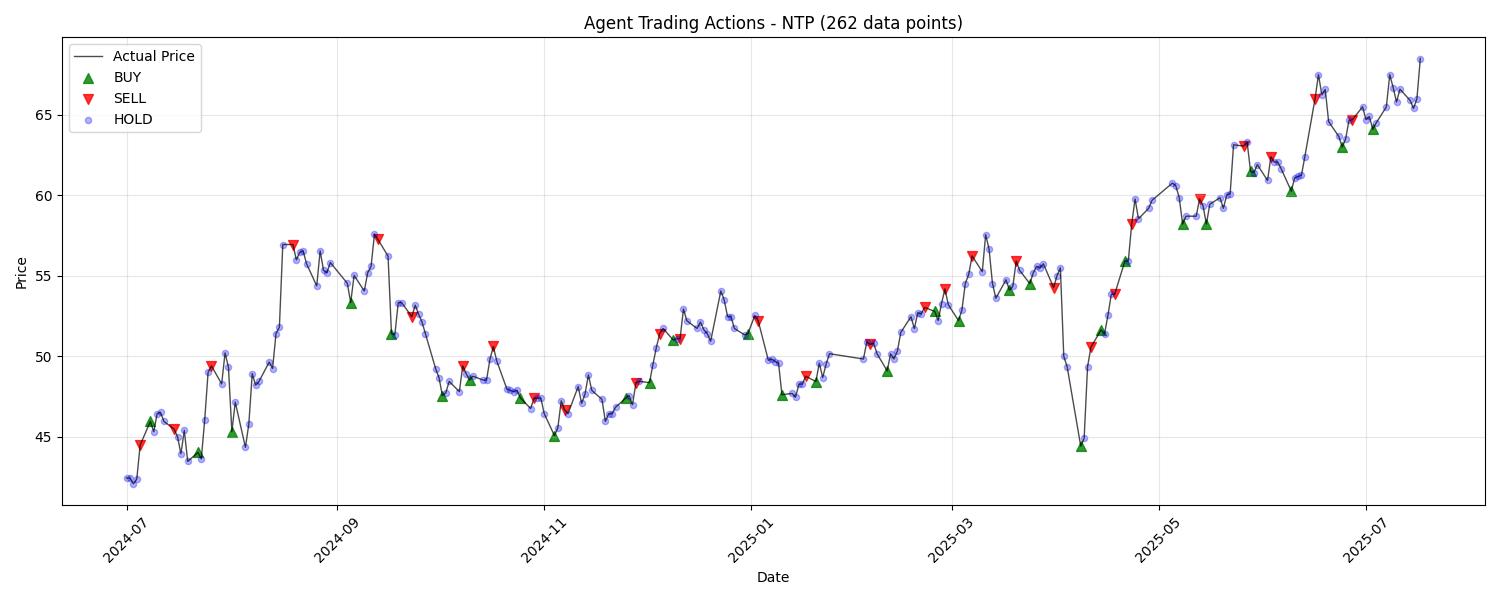 Agent Trading Actions - NTP (262 data points)
Actual Price
BUY
SELL
HOLD
Price
65
60
55
50
45
2024-07
2024-09
2024-11
2025-01
2025-03
2025-05
2025-07
Date